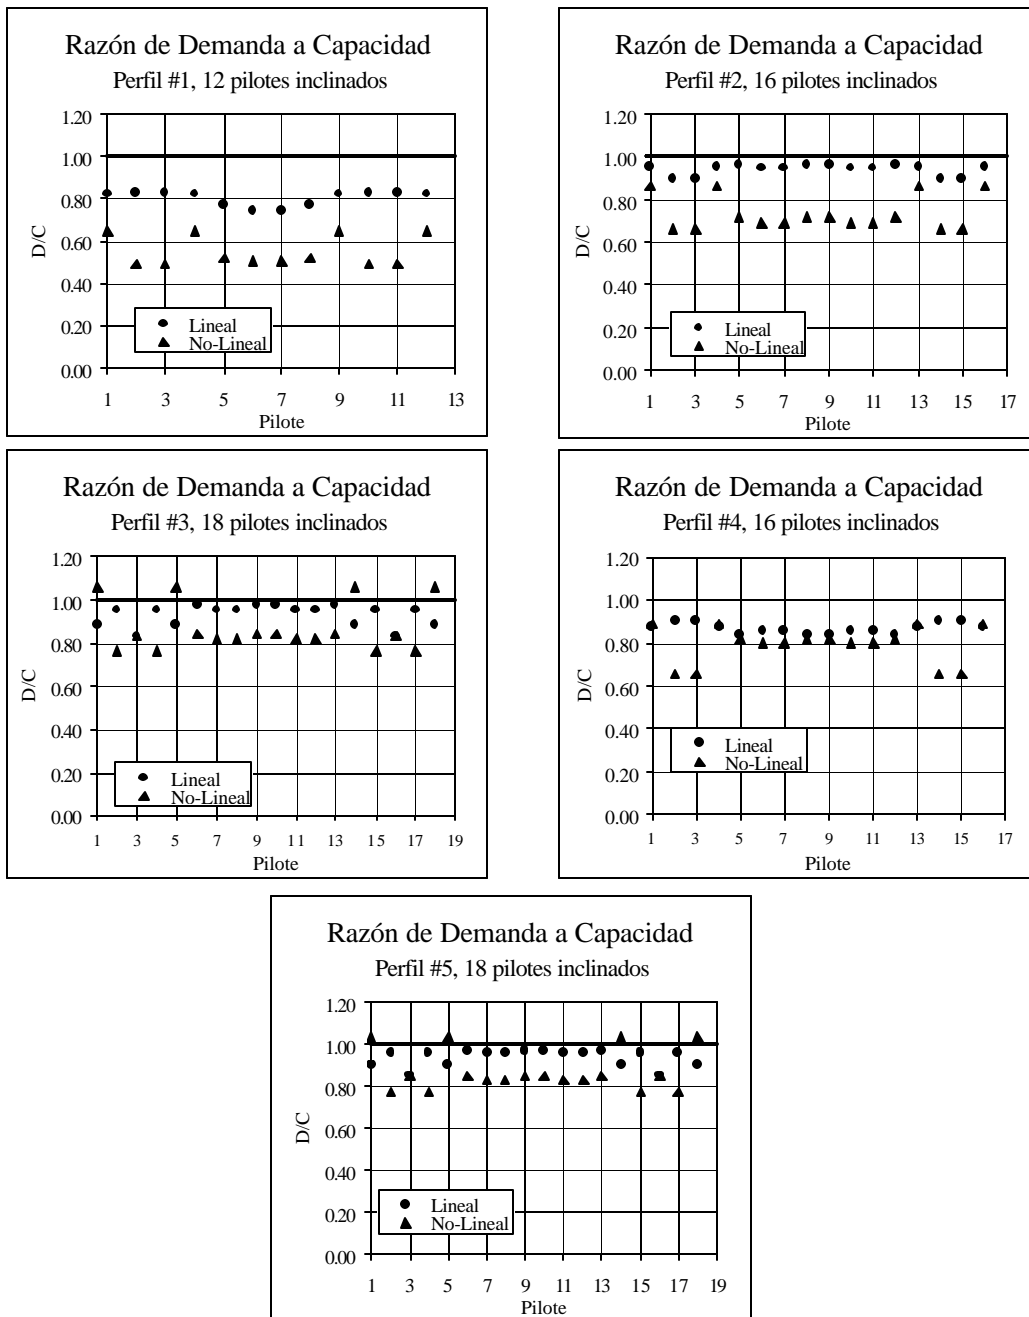 Razón de Demanda a Capacidad
Perfil #1, 12 pilotes inclinados
1.20
1.00
0.80
0.60
0.40
0.20
0.00
D/C
Lineal
No-Lineal
1 3 5 7 9 11 13
Pilote
Razón de Demanda a Capacidad
Perfil #2, 16 pilotes inclinados
1.20
1.00
0.80
0.60
0.40
0.20
0.00
D/C
Lineal
No-Lineal
1 3 5 7 9 11 13 15 17
Pilote
Razón de Demanda a Capacidad
Perfil #3, 18 pilotes inclinados
1.20
1.00
0.80
0.60
0.40
0.20
0.00
D/C
Lineal
No-Lineal
1 3 5 7 9 11 13 15 17 19
Pilote
Razón de Demanda a Capacidad
Perfil #4, 16 pilotes inclinados
1.20
1.00
0.80
0.60
0.40
0.20
0.00
D/C
Lineal
No-Lineal
1 3 5 7 9 11 13 15 17
Pilote
Razón de Demanda a Capacidad
Perfil #5, 18 pilotes inclinados
1.20
1.00
0.80
0.60
0.40
0.20
0.00
D/C
Lineal
No-Lineal
1 3 5 7 9 11 13 15 17 19
Pilote